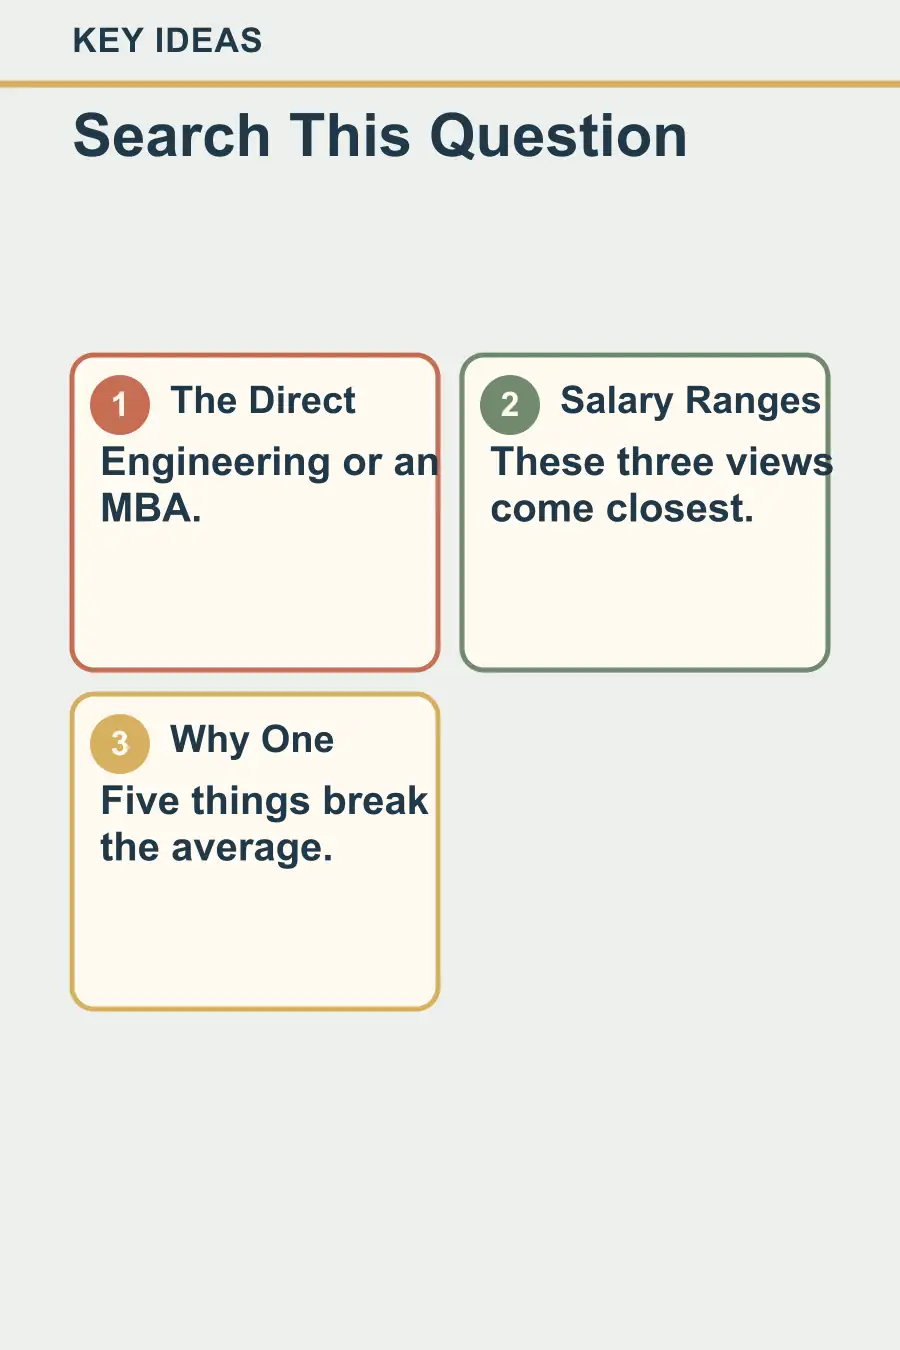 KEY IDEAS
Search This Question
1 The Direct
Engineering or an
MBA.
2 Salary Ranges
These three views
come closest.
3 Why One
Five things break
the average.